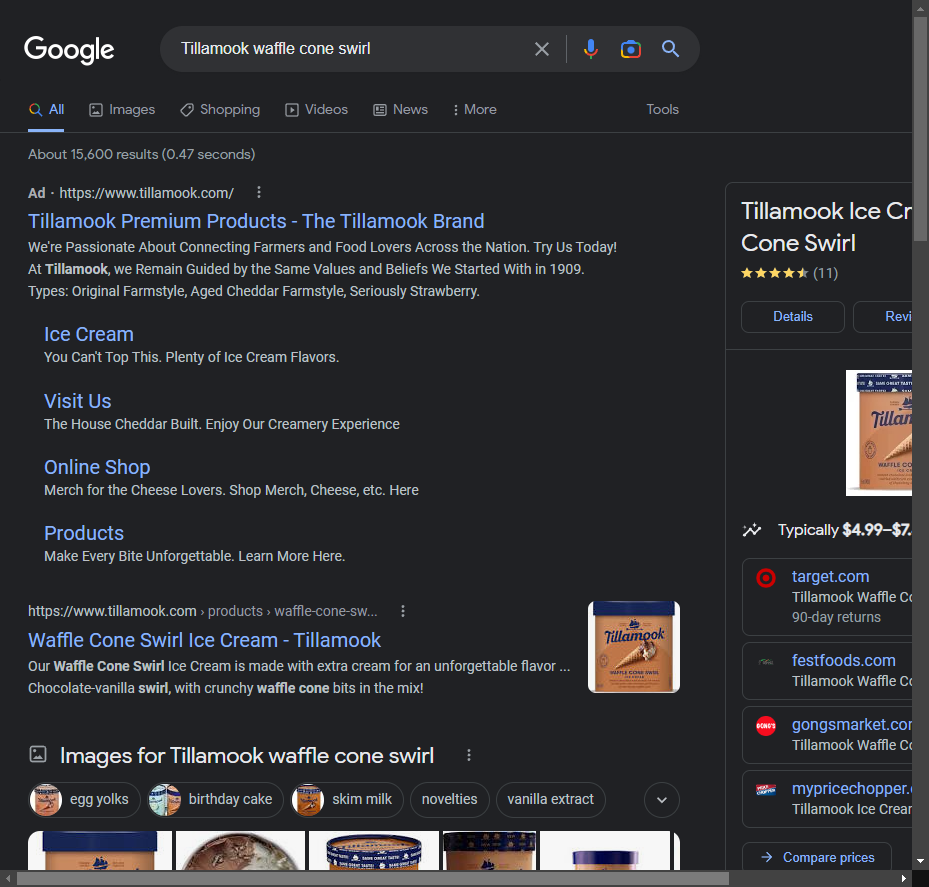 Google
Tillamook waffle cone swirl
All
Images
Shopping
Videos
News
More
Tools
About 15,600 results (0.47 seconds)
Ad · https://www.tillamook.com/
Tillamook Premium Products - The Tillamook Brand
We're Passionate About Connecting Farmers and Food Lovers Across the Nation. Try Us Today!
At Tillamook, we Remain Guided by the Same Values and Beliefs We Started With in 1909.
Types: Original Farmstyle, Aged Cheddar Farmstyle, Seriously Strawberry.
Ice Cream
You Can't Top This. Plenty of Ice Cream Flavors.
Visit Us
The House Cheddar Built. Enjoy Our Creamery Experience
Online Shop
Merch for the Cheese Lovers. Shop Merch, Cheese, etc. Here
Products
Make Every Bite Unforgettable. Learn More Here.
https://www.tillamook.com › products › waffle-cone-sw...
Waffle Cone Swirl Ice Cream - Tillamook
Our Waffle Cone Swirl Ice Cream is made with extra cream for an unforgettable flavor ...
Chocolate-vanilla swirl, with crunchy waffle cone bits in the mix!
Tillamook
WAFFLE CONE SWIRL
Images for Tillamook waffle cone swirl
egg yolks
birthday cake
skim milk
novelties
vanilla extract
Tillamook Ice Cr
Cone Swirl
(11)
Details
Revi
Tillam
WAFFLE CO
Typically $4.99–$7.
target.com
Tillamook Waffle Co
90-day returns
festfoods.com
Tillamook Waffle Co
GONG'S
gongsmarket.com
Tillamook Waffle Co
mypricechopper.
Tillamook Ice Crear
Compare prices